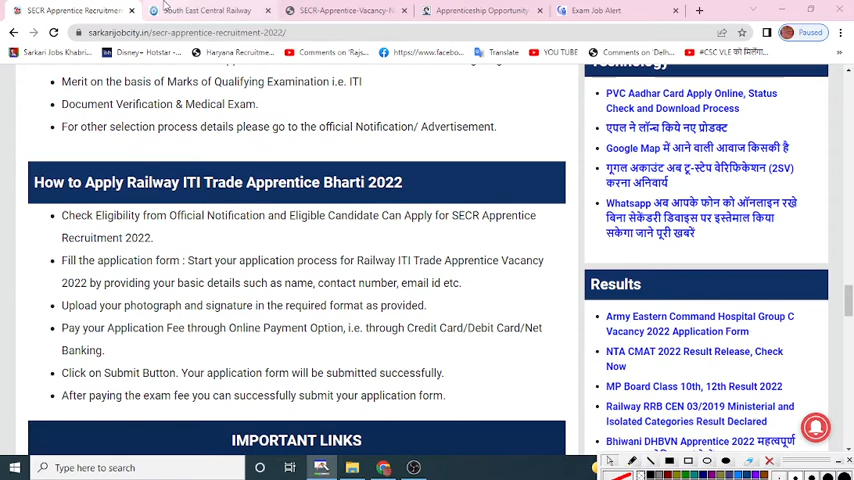 SECR Apprentice Recruitmen
South East Central Railway
SECR-Apprentice-Vacancy-N
Apprenticeship Opportunity
Exam Job Alert
sarkarijobcity.in/secr-apprentice-recruitment-2022/
Paused
Sarkari Jobs Khabri...
Disney+ Hotstar -...
Haryana Recruitme...
Comments on 'Rajs...
Facebook
Translate
YOU TUBE
Comments on 'Delh...
#CSC VLE को मिलेंगा...
Merit on the basis of Marks of Qualifying Examination i.e. ITI
Document Verification & Medical Exam.
For other selection process details please go to the official Notification/ Advertisement.
How to Apply Railway ITI Trade Apprentice Bharti 2022
Check Eligibility from Official Notification and Eligible Candidate Can Apply for SECR Apprentice
Recruitment 2022.
Fill the application form : Start your application process for Railway ITI Trade Apprentice Vacancy
2022 by providing your basic details such as name, contact number, email id etc.
Upload your photograph and signature in the required format as provided.
Pay your Application Fee through Online Payment Option, i.e. through Credit Card/Debit Card/Net
Banking.
Click on Submit Button. Your application form will be submitted successfully.
After paying the exam fee you can successfully submit your application form.
IMPORTANT LINKS
Technology
PVC Aadhar Card Apply Online, Status
Check and Download Process
एपल ने लॉन्च किये नए प्रोडक्ट
Google Map में आने वाली आवाज किसकी है
गूगल अकाउंट अब टू-स्टेप वेरिफिकेशन (2SV)
करना अनिवार्य
Whatsapp अब आपके फोन को ऑनलाइन रखे
बिना सेकेंडरी डिवाइस पर इस्तेमाल किया
सकेगा जाने पूरी खबरें
Results
Army Eastern Command Hospital Group C
Vacancy 2022 Application Form
NTA CMAT 2022 Result Release, Check
Now
MP Board Class 10th, 12th Result 2022
Railway RRB CEN 03/2019 Ministerial and
Isolated Categories Result Declared
Bhiwani DHBVN Apprentice 2022 महत्वपूर्ण
Type here to search